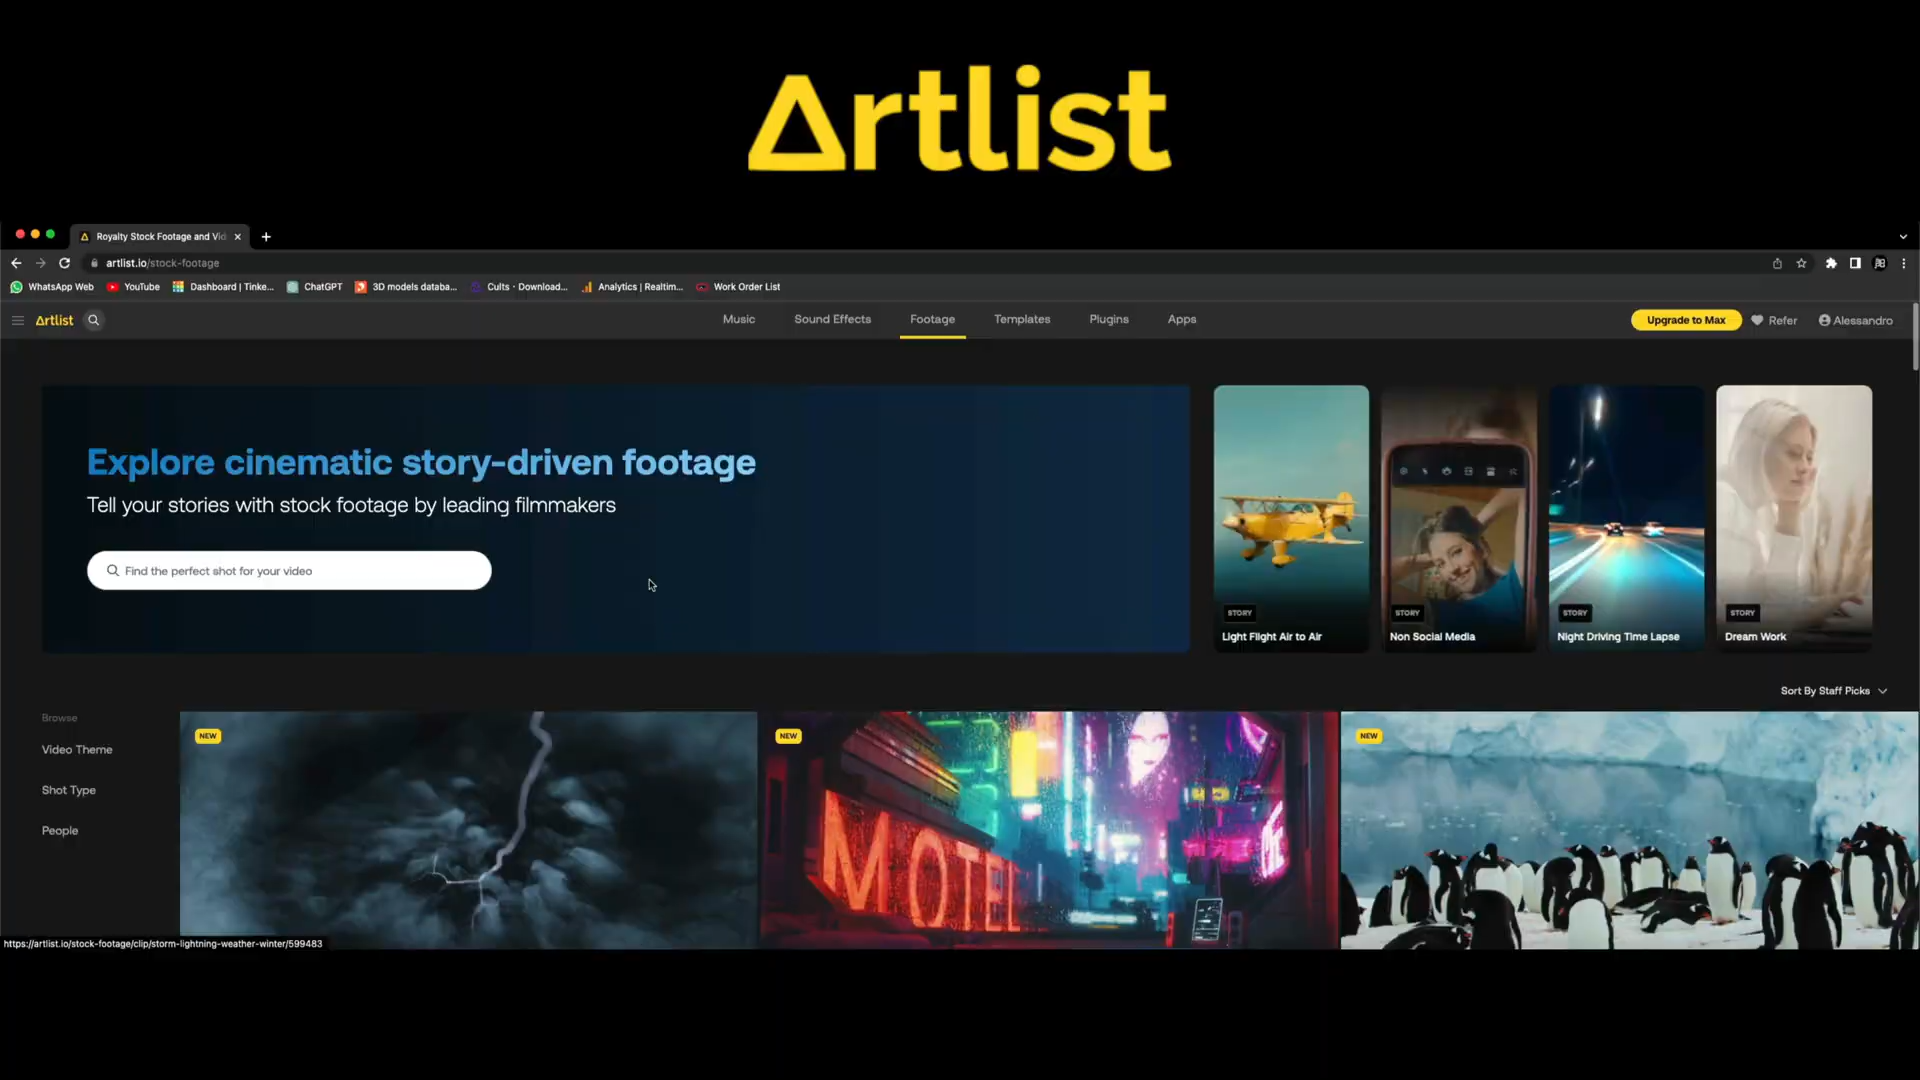 Artlist
Royalty Stock Footage and Vid
artlist.io/stock-footage
WhatsApp Web
YouTube
Dashboard | Tinke...
ChatGPT
3D models databa...
Cults · Download...
Analytics | Realtim...
Work Order List
Artlist
Music
Sound Effects
Footage
Templates
Plugins
Apps
Upgrade to Max
Refer
Alessandro
Explore cinematic story-driven footage
Tell your stories with stock footage by leading filmmakers
Find the perfect shot for your video
STORY
Light Flight Air to Air
STORY
Non Social Media
STORY
Night Driving Time Lapse
STORY
Dream Work
Sort By Staff Picks
Browse
Video Theme
Shot Type
People
NEW
NEW
MOTEL
NEW
https://artlist.io/stock-footage/clip/storm-lightning-weather-winter/599483